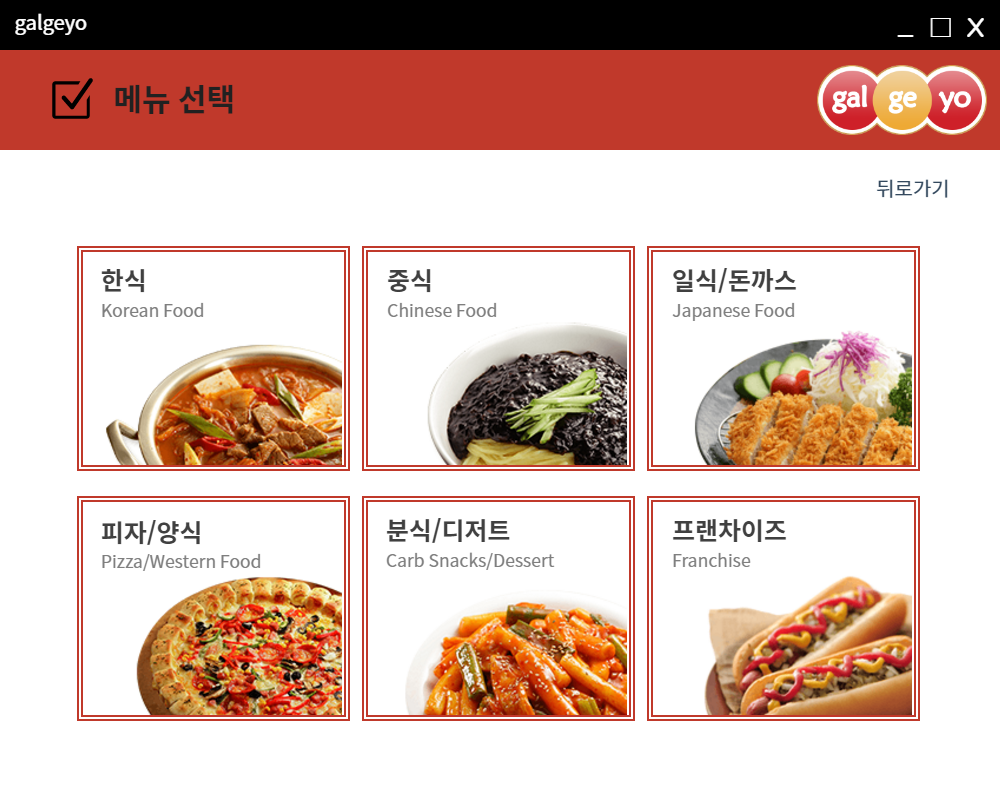 galgeyo
메뉴 선택
gal ge yo
뒤로가기
한식
Korean Food
중식
Chinese Food
일식/돈까스
Japanese Food
피자/양식
Pizza/Western Food
분식/디저트
Carb Snacks/Dessert
프랜차이즈
Franchise